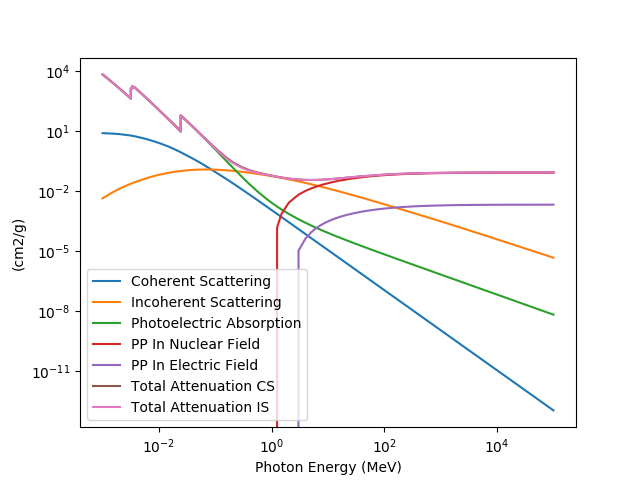 10^4
10^1
10^-2
10^-5
10^-8
10^-11
(cm2/g)
Coherent Scattering
Incoherent Scattering
Photoelectric Absorption
PP In Nuclear Field
PP In Electric Field
Total Attenuation CS
Total Attenuation IS
10^-2 10^0 10^2 10^4
Photon Energy (MeV)